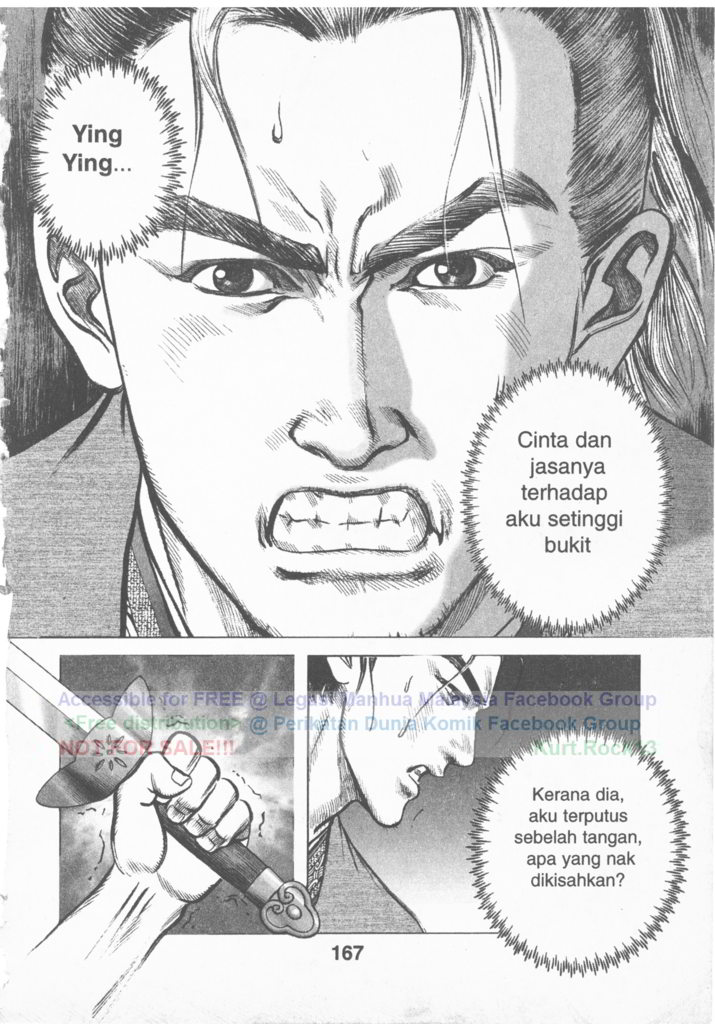 Ying
Ying...
Cinta dan
jasanya
terhadap
aku setinggi
bukit
Accessible for FREE @ Legasi Manhua Malaysia Facebook Group
<Free distribution> @ Perikatan Dunia Komik Facebook Group
NOT FOR SALE!!!
Kerana dia,
aku terputus
sebelah tangan,
apa yang nak
dikisahkan?
167